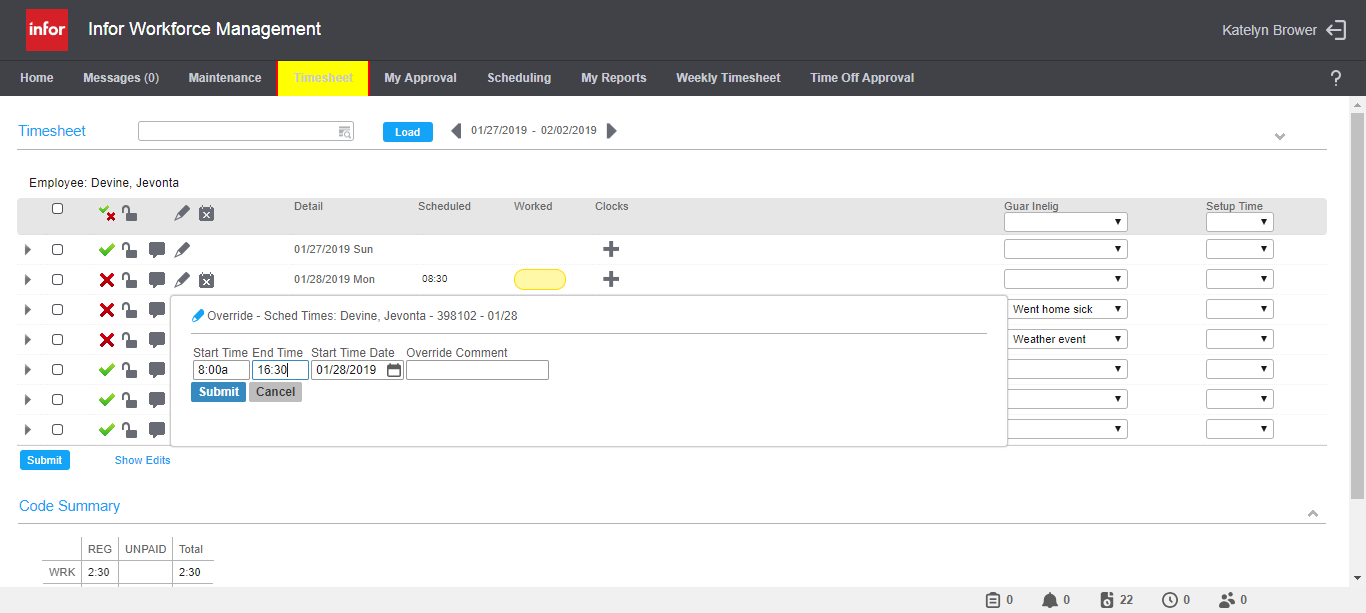 infor Infor Workforce Management Katelyn Brower
Home Messages (0) Maintenance Timesheet My Approval Scheduling My Reports Weekly Timesheet Time Off Approval ?
Timesheet Load 01/27/2019 - 02/02/2019
Employee: Devine, Jevonta
Detail Scheduled Worked Clocks Guar Inelig Setup Time
01/27/2019 Sun
01/28/2019 Mon 08:30
Override - Sched Times: Devine, Jevonta - 398102 - 01/28
Went home sick
Start Time End Time Start Time Date Override Comment
Weather event
8:00a 16:30 01/28/2019
Submit Cancel
Submit Show Edits
Code Summary
REG UNPAID Total
WRK 2:30 2:30
0 0 22 0 0